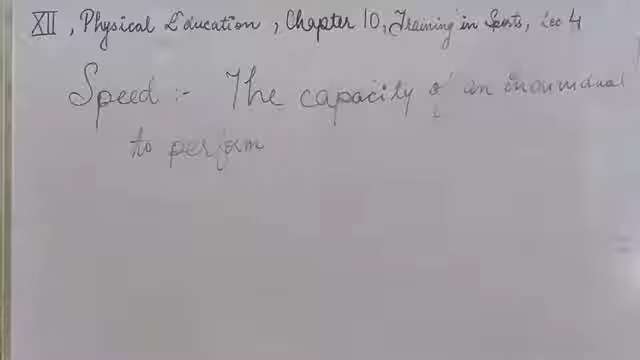 XII, Physical Education, Chapter 10, Training in Sports, Lec 4
Speed :- The capacity of an individual
to perform